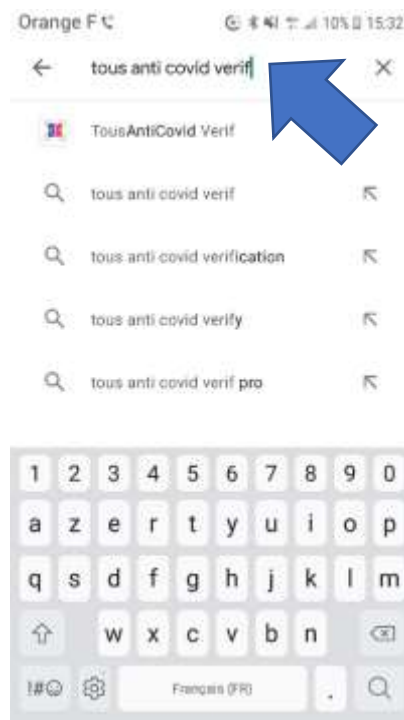 Orange F
10% 15:32
tous anti covid verif
TousAntiCovid Verif
tous anti covid verif
tous anti covid verification
tous anti covid verify
tous anti covid verif pro
1 2 3 4 5 6 7 8 9 0
a z e r t y u i o p
q s d f g h j k l m
w x c v b n
!#☺ Français (FR) .